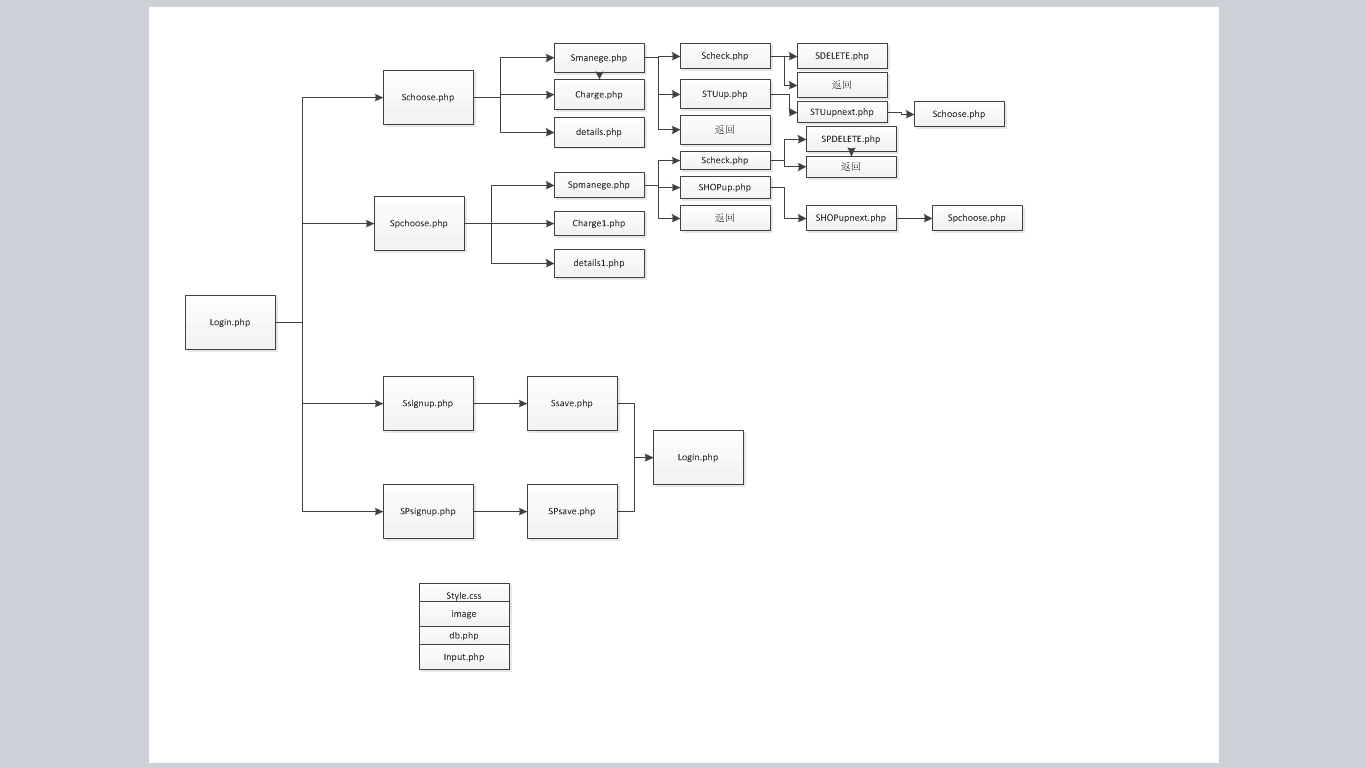 Smanege.php
Scheck.php
SDELETE.php
返回
Schoose.php
Charge.php
STUup.php
STUupnext.php
Schoose.php
details.php
返回
SPDELETE.php
Scheck.php
返回
Spmanege.php
SHOPup.php
Spchoose.php
Charge1.php
返回
SHOPupnext.php
Spchoose.php
details1.php
Login.php
Ssignup.php
Ssave.php
Login.php
SPsignup.php
SPsave.php
Style.css
image
db.php
Input.php